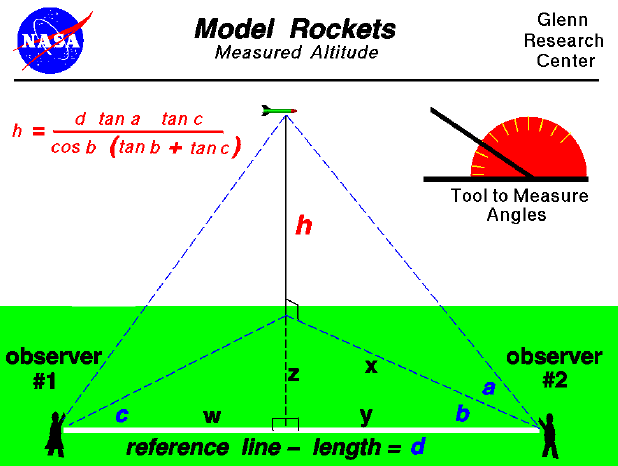 NASA
Model Rockets
Measured Altitude
Glenn
Research
Center
h = d tan a tan c
cos b (tan b + tan c)
Tool to Measure
Angles
h
observer
#1
observer
#2
z
x
a
c
w
y
b
reference line – length = d